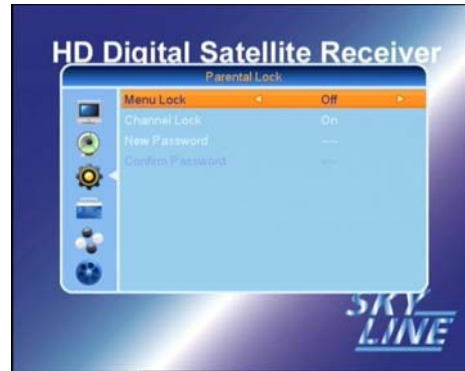 HD Digital Satellite Receiver
Parental Lock
Menu Lock Off
Channel Lock On
New Password ----
Confirm Password ----
SKY
LINE